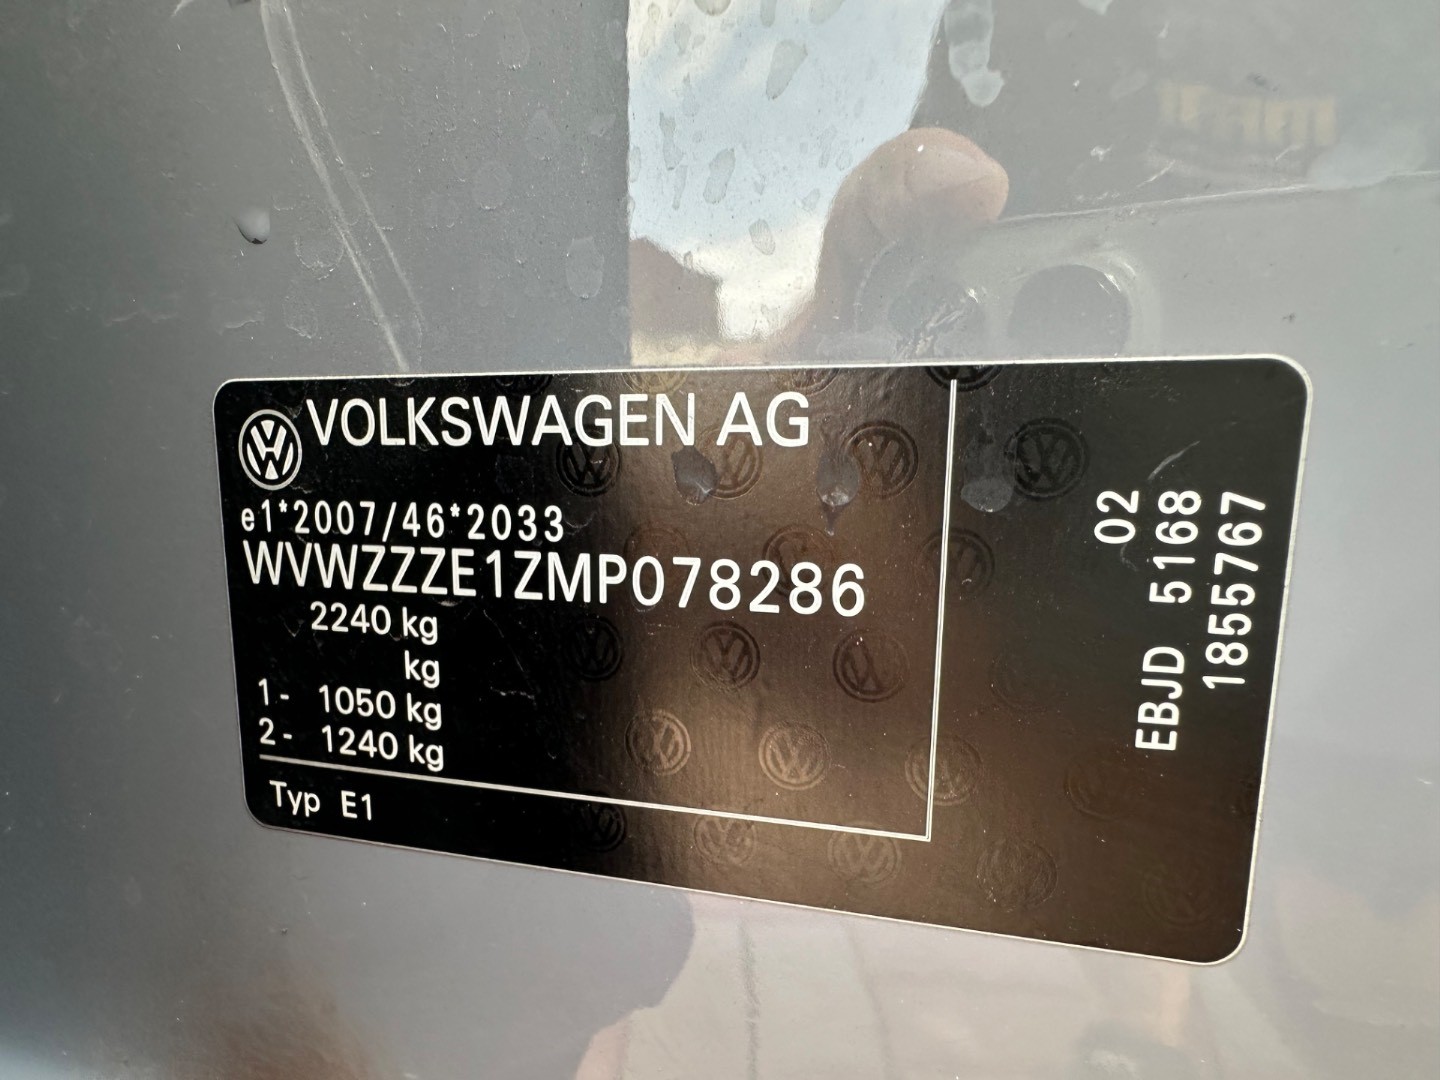 VOLKSWAGEN AG
e1*2007/46*2033
WVWZZZE1ZMP078286
2240 kg
kg
1- 1050 kg
2- 1240 kg
Typ E1
02
EBJD 5168
1855767